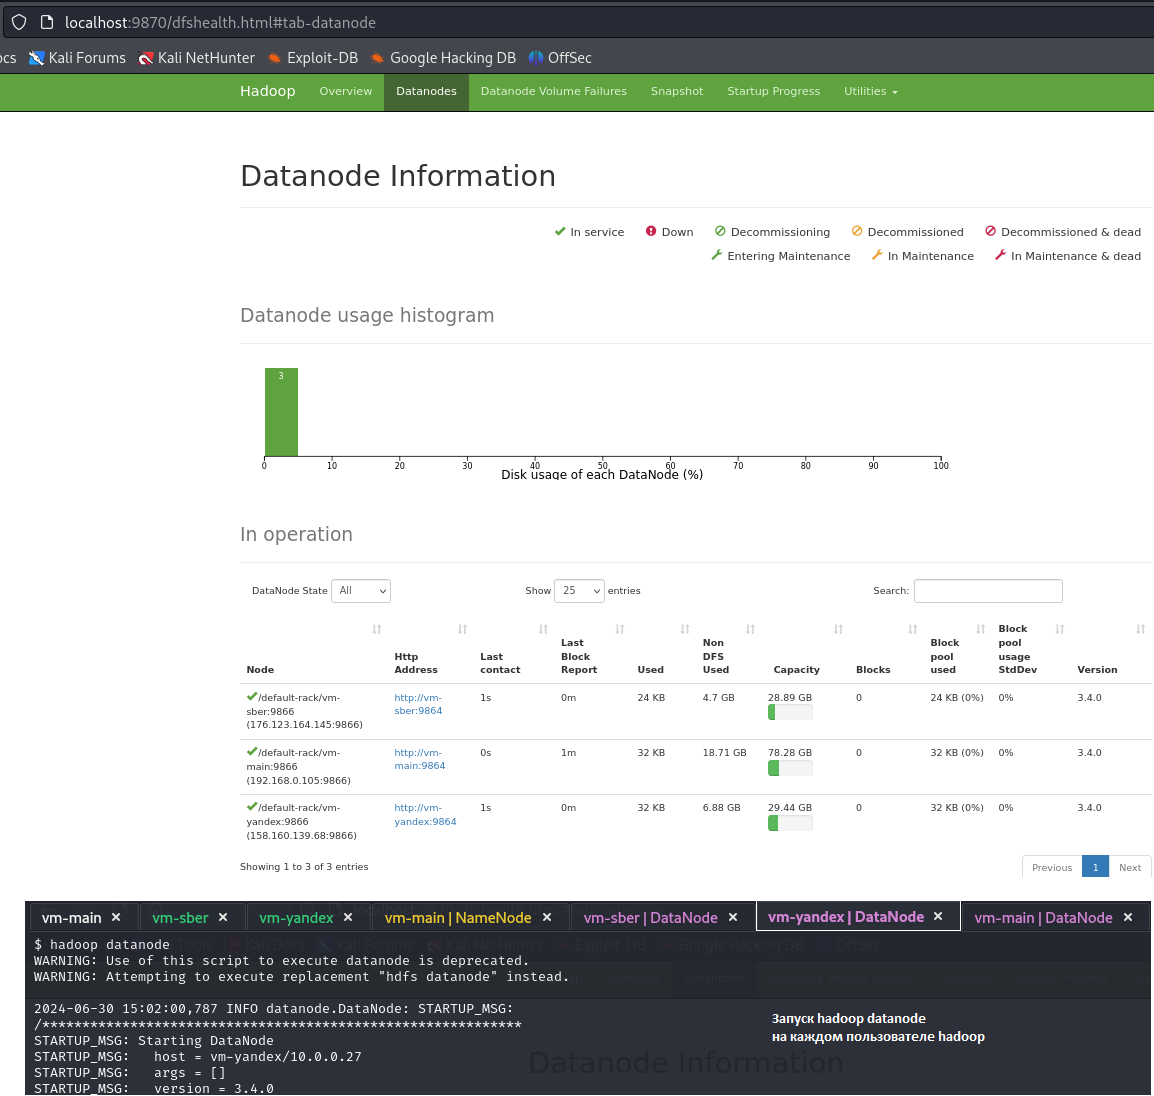 localhost:9870/dfshealth.html#tab-datanode
ocs Kali Forums Kali NetHunter Exploit-DB Google Hacking DB OffSec
Hadoop Overview Datanodes Datanode Volume Failures Snapshot Startup Progress Utilities
Datanode Information
In service Down Decommissioning Decommissioned Decommissioned & dead
Entering Maintenance In Maintenance In Maintenance & dead
Datanode usage histogram
3
0 10 20 30 40 50 60 70 80 90 100
Disk usage of each DataNode (%)
In operation
DataNode State All Show 25 entries Search:
Node Http Address Last contact Last Block Report Used Non DFS Used Capacity Blocks Block pool used Block pool usage StdDev Version
/default-rack/vm-sber:9866 (176.123.164.145:9866) http://vm-sber:9864 1s 0m 24 KB 4.7 GB 28.89 GB 0 24 KB (0%) 0% 3.4.0
/default-rack/vm-main:9866 (192.168.0.105:9866) http://vm-main:9864 0s 1m 32 KB 18.71 GB 78.28 GB 0 32 KB (0%) 0% 3.4.0
/default-rack/vm-yandex:9866 (158.160.139.68:9866) http://vm-yandex:9864 1s 0m 32 KB 6.88 GB 29.44 GB 0 32 KB (0%) 0% 3.4.0
Showing 1 to 3 of 3 entries Previous 1 Next
vm-main × vm-sber × vm-yandex × vm-main | NameNode × vm-sber | DataNode × vm-yandex | DataNode × vm-main | DataNode ×
$ hadoop datanode
WARNING: Use of this script to execute datanode is deprecated.
WARNING: Attempting to execute replacement "hdfs datanode" instead.
2024-06-30 15:02:00,787 INFO datanode.DataNode: STARTUP_MSG:
/************************************************************
STARTUP_MSG: Starting DataNode
STARTUP_MSG:   host = vm-yandex/10.0.0.27
STARTUP_MSG:   args = []
STARTUP_MSG:   version = 3.4.0
Запуск hadoop datanode
на каждом пользователе hadoop
Datanode Information